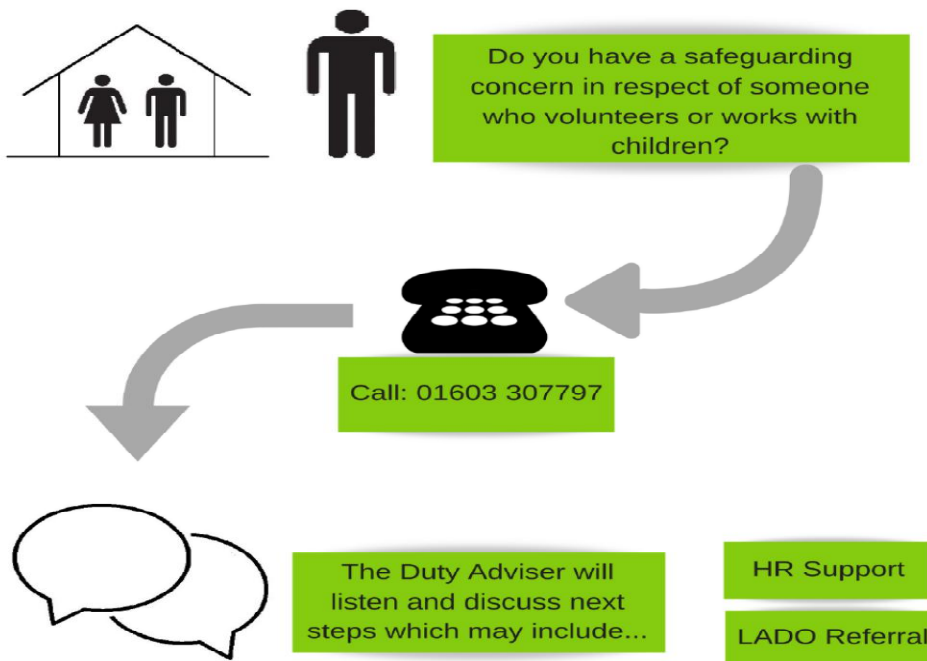 Do you have a safeguarding
concern in respect of someone
who volunteers or works with
children?
Call: 01603 307797
The Duty Adviser will
listen and discuss next
steps which may include...
HR Support
LADO Referral